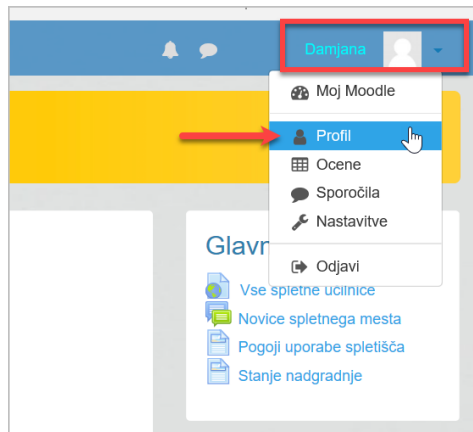 Damjana
Moj Moodle
Profil
Ocene
Sporočila
Nastavitve
Odjavi
Glavn
Vse spletne učilnice
Novice spletnega mesta
Pogoji uporabe spletišča
Stanje nadgradnje